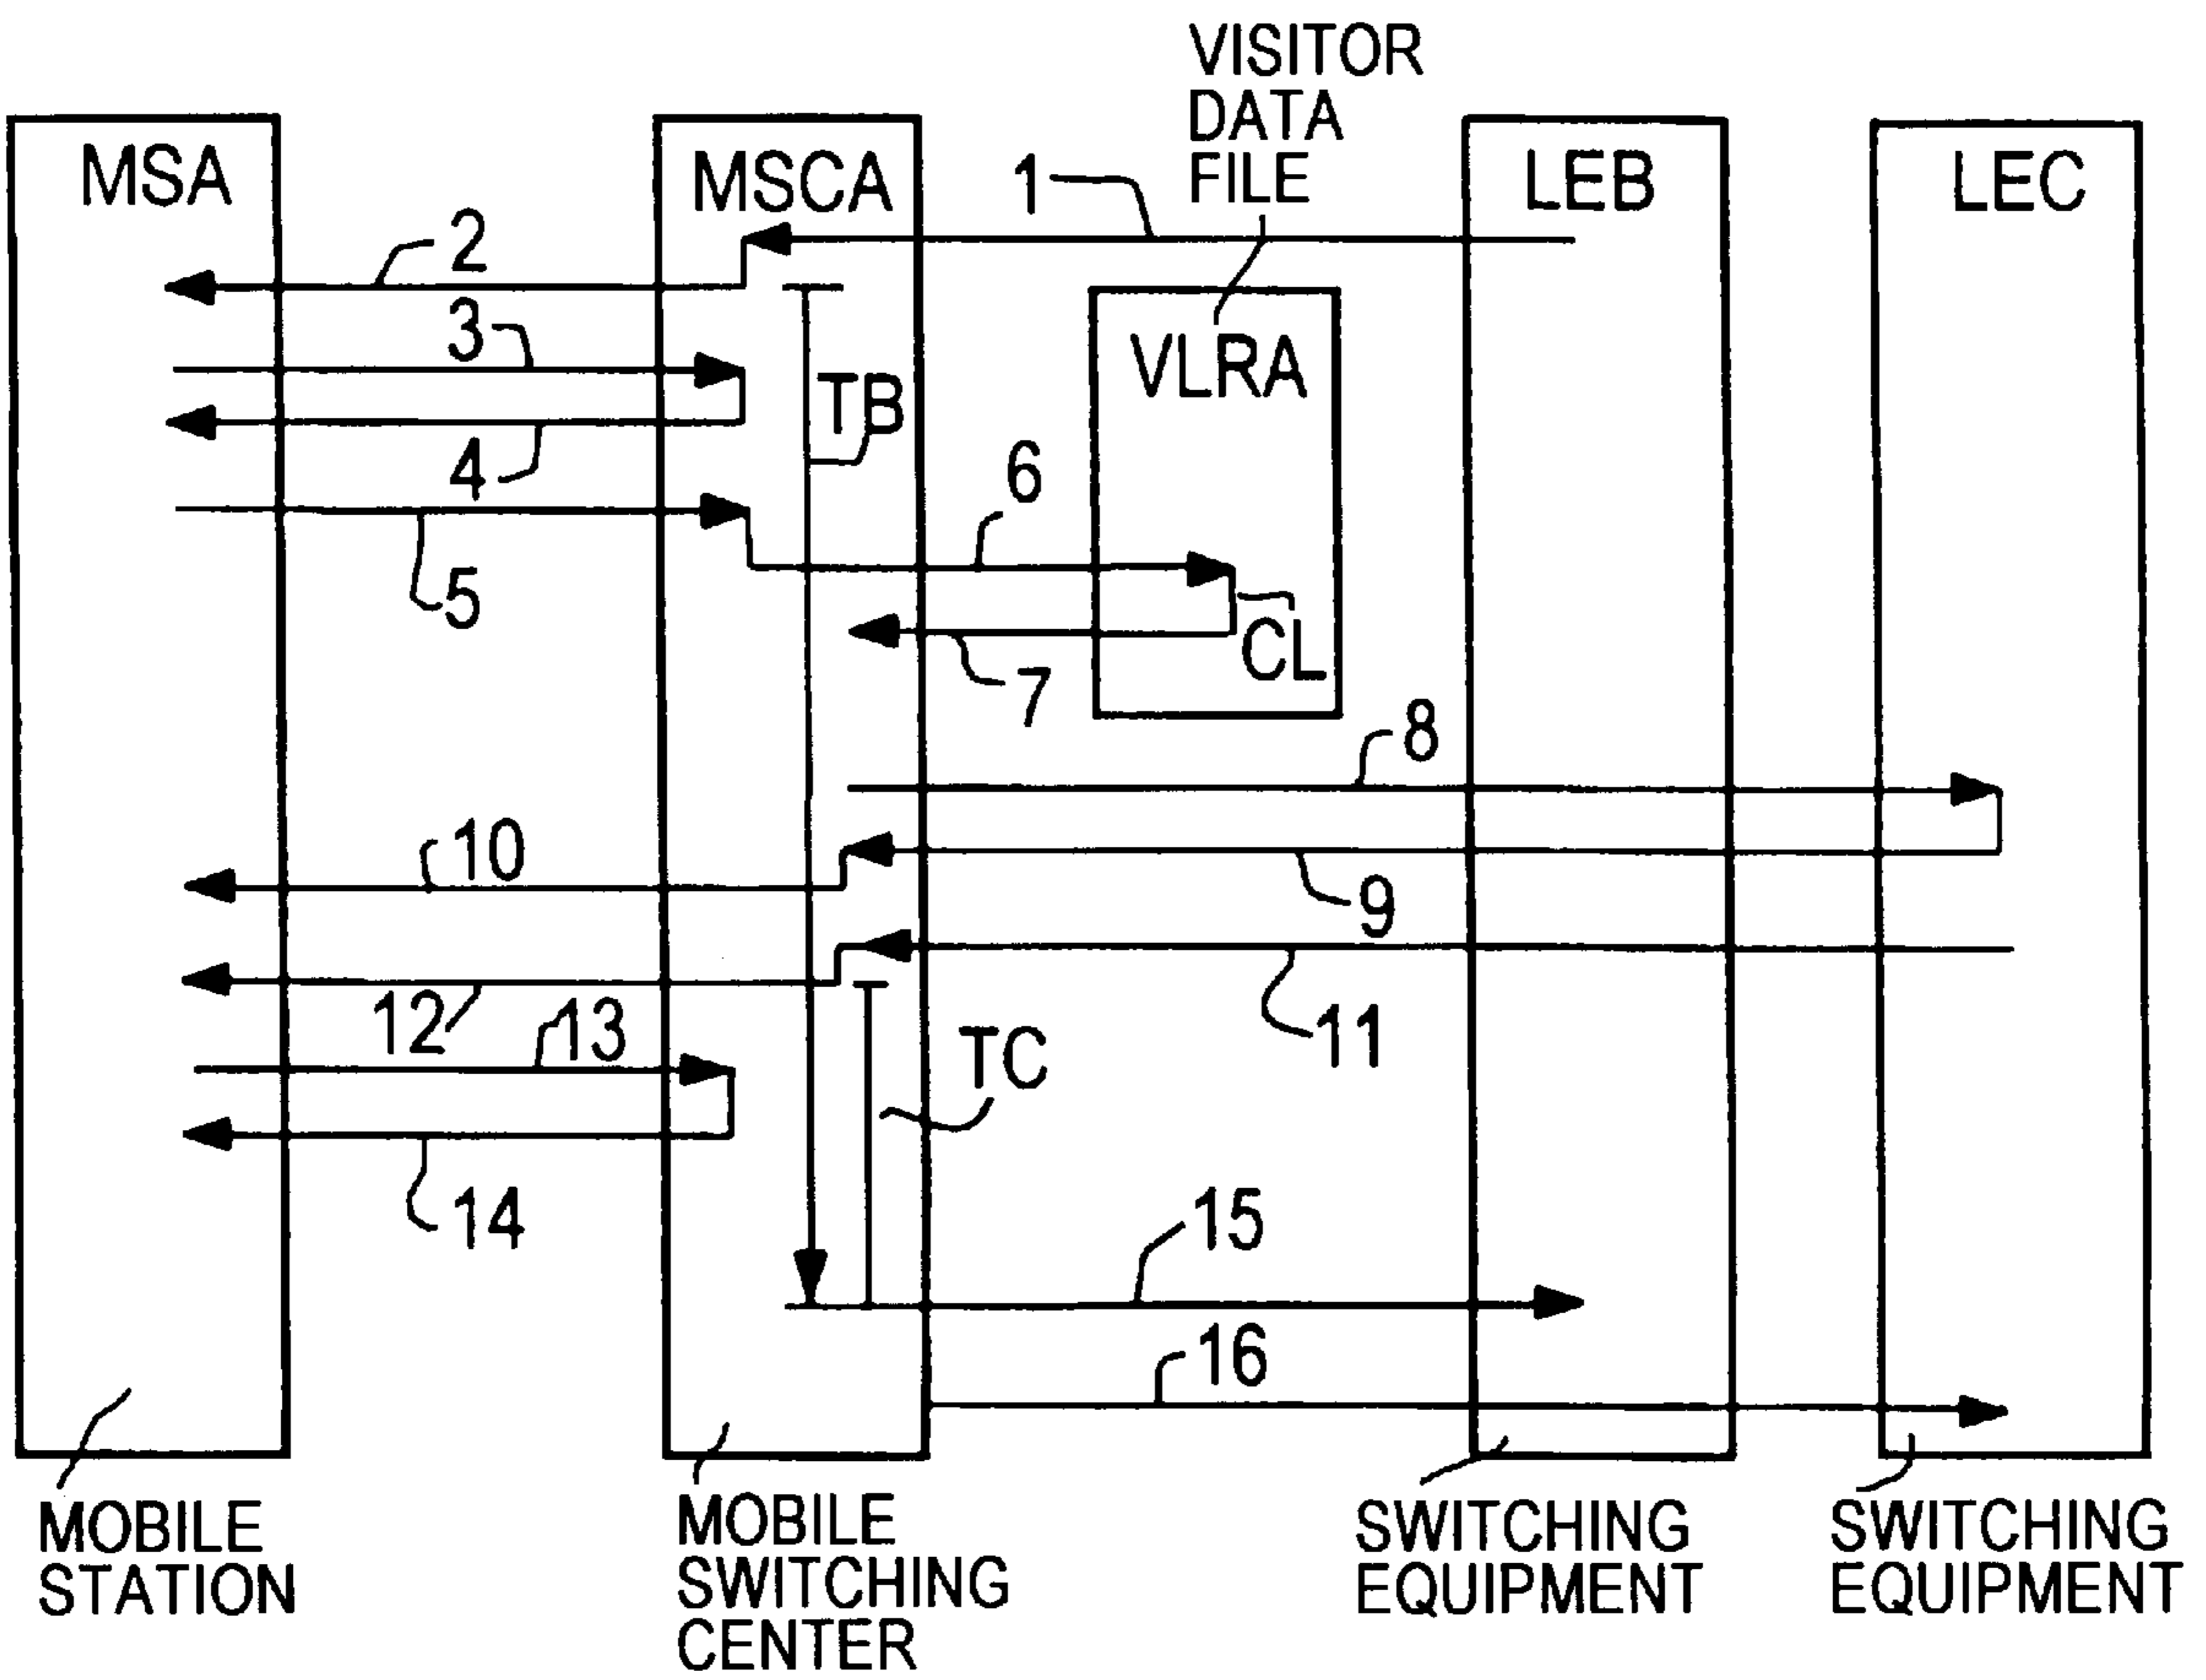 VISITOR
DATA
FILE
MSA
MSCA
LEB
LEC
1
2
3
VLRA
TB
4
6
5
CL
7
8
10
9
12
13
11
TC
14
15
16
MOBILE
STATION
MOBILE
SWITCHING
CENTER
SWITCHING
EQUIPMENT
SWITCHING
EQUIPMENT